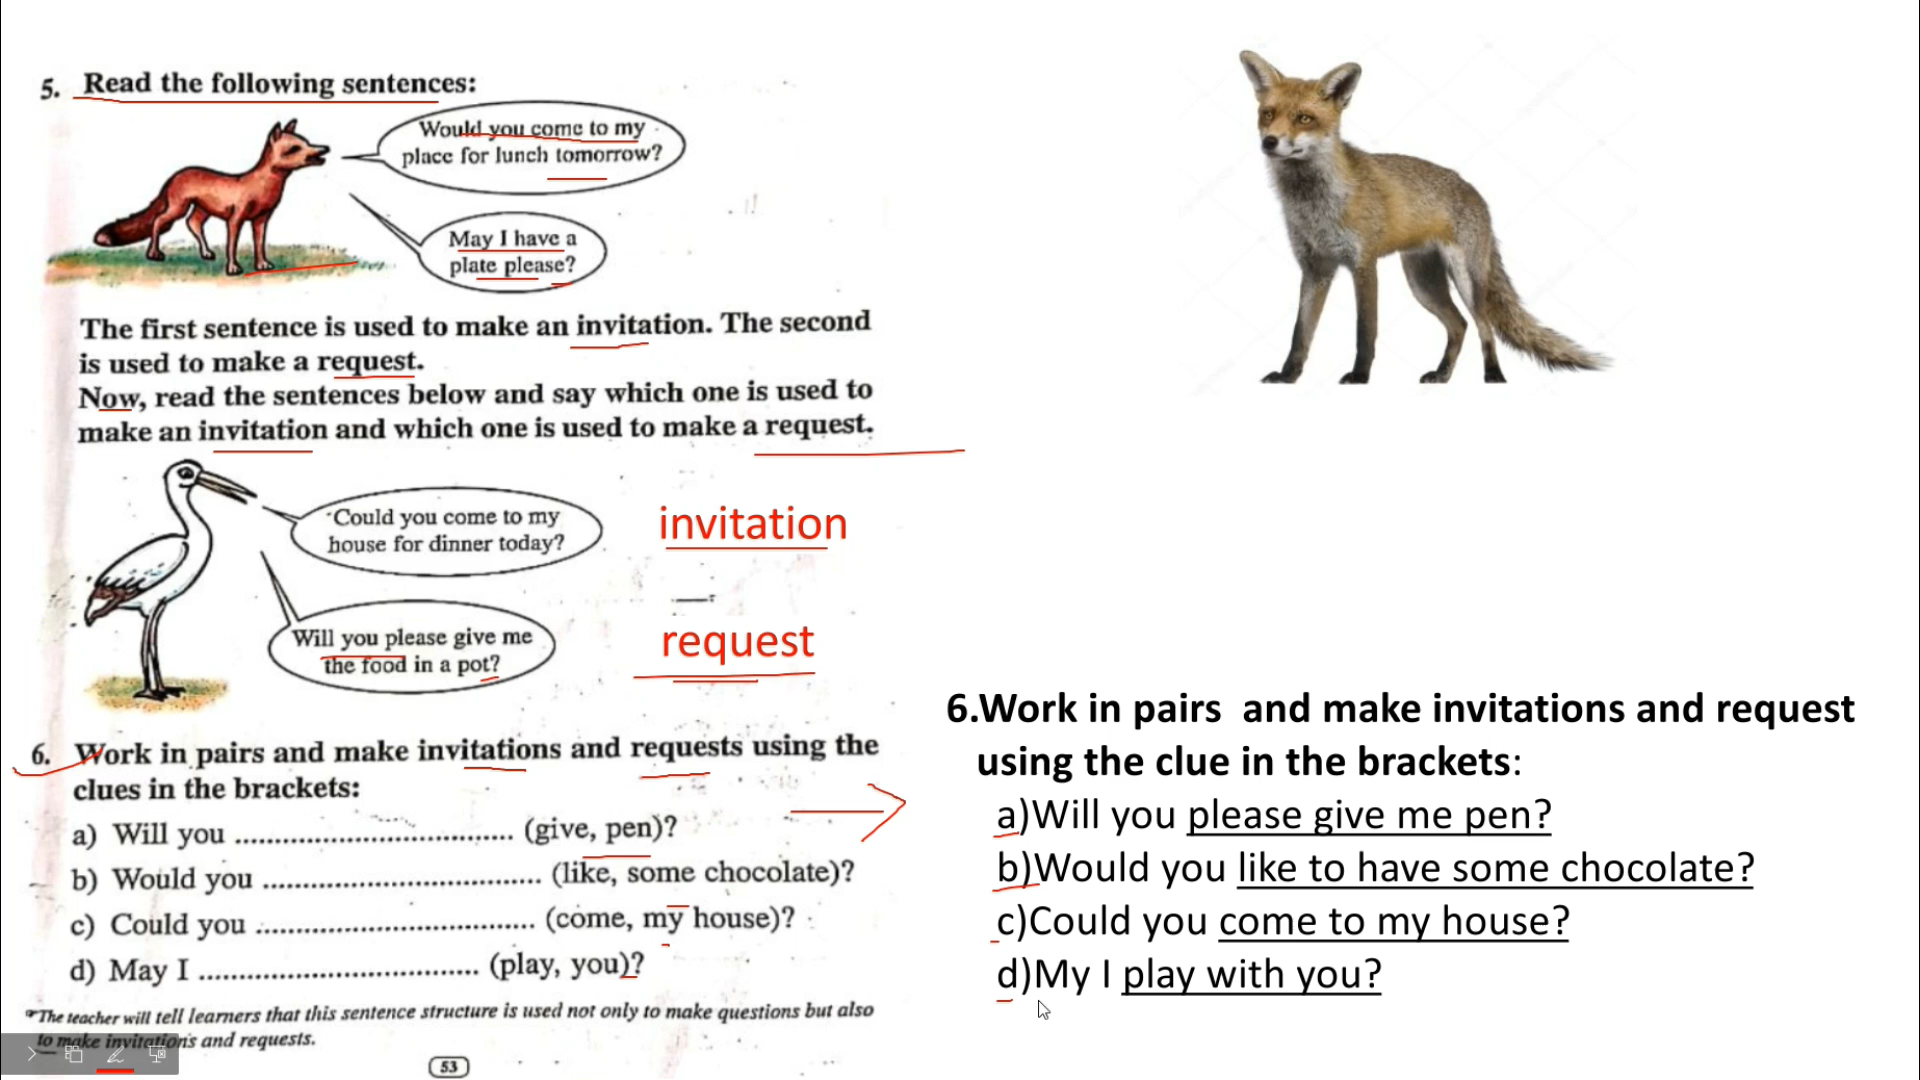 5. Read the following sentences:
Would you come to my
place for lunch tomorrow?
May I have a
plate please?
The first sentence is used to make an invitation. The second
is used to make a request.
Now, read the sentences below and say which one is used to
make an invitation and which one is used to make a request.
Could you come to my
house for dinner today?
invitation
Will you please give me
the food in a pot?
request
6. Work in pairs and make invitations and requests using the
clues in the brackets:
a) Will you .................................. (give, pen)?
b) Would you .................................. (like, some chocolate)?
c) Could you .................................. (come, my house)?
d) May I .................................. (play, you)?
The teacher will tell learners that this sentence structure is used not only to make questions but also
to make invitations and requests.
53
6.Work in pairs and make invitations and request
using the clue in the brackets:
a)Will you please give me pen?
b)Would you like to have some chocolate?
c)Could you come to my house?
d)My I play with you?